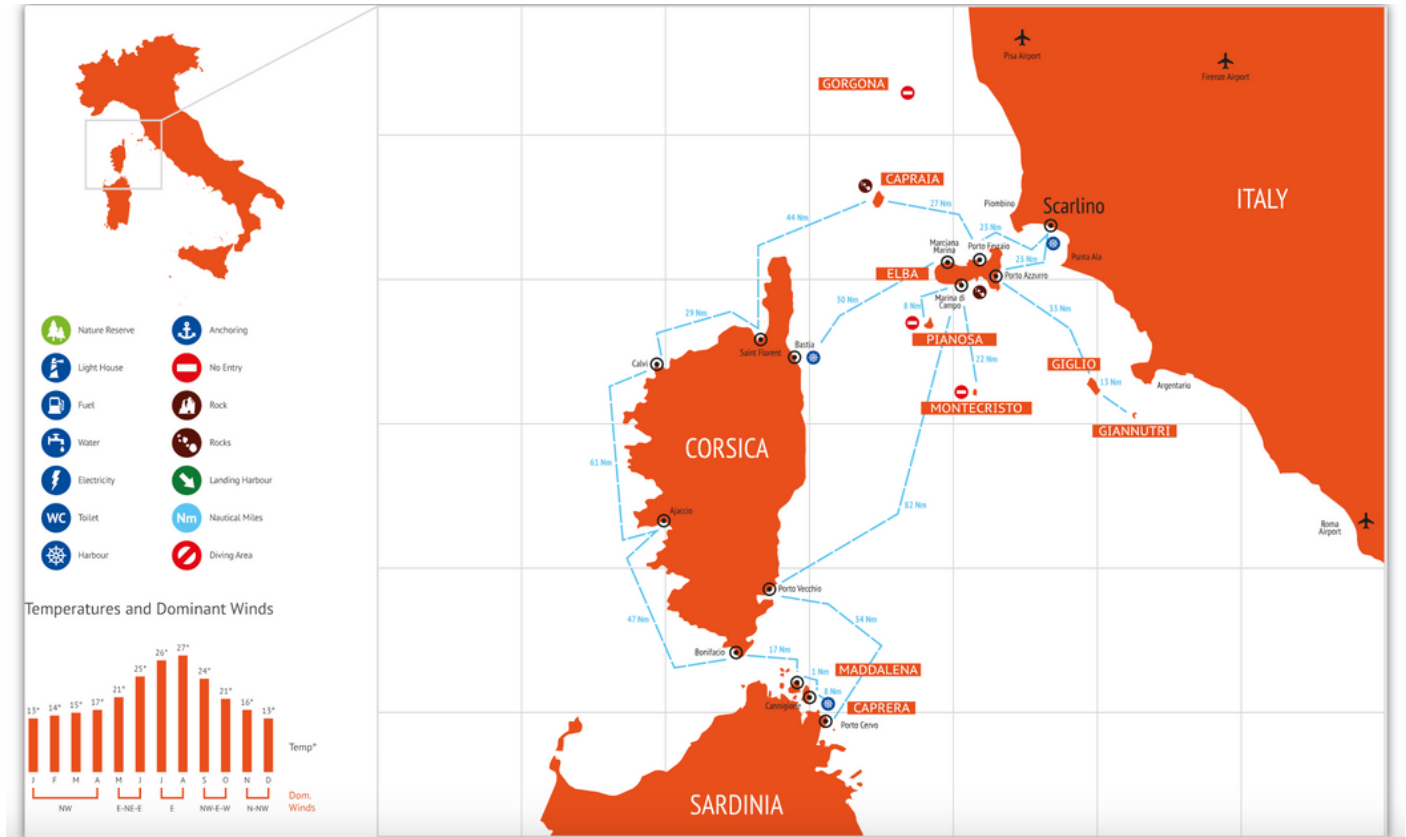 Pisa Airport
Firenze Airport
GORGONA
CAPRAIA
27 Nm
44 Nm
Piombino
Scarlino
ITALY
23 Nm
Marciana
Marina
Porto Ferraio
Punta Ala
23 Nm
ELBA
Porto Azzurro
30 Nm
8 Nm
Marina di
Campo
33 Nm
29 Nm
Saint Florent
Bastia
PIANOSA
Calvi
22 Nm
GIGLIO
13 Nm
Argentario
MONTECRISTO
GIANNUTRI
CORSICA
61 Nm
Ajaccio
82 Nm
Roma
Airport
Porto Vecchio
47 Nm
34 Nm
Bonifacio
17 Nm
1 Nm
MADDALENA
8 Nm
Cannigione
CAPRERA
Porto Cervo
SARDINIA
Nature Reserve
Anchoring
Light House
No Entry
Fuel
Rock
Water
Rocks
Electricity
Landing Harbour
WC
Toilet
Nm
Nautical Miles
Harbour
Diving Area
Temperatures and Dominant Winds
13° 14° 15° 17° 21° 25° 26° 27° 24° 21° 16° 13°
Temp°
J F M A M J J A S O N D
NW E-NE-E E NW-E-W N-NW
Dom.
Winds